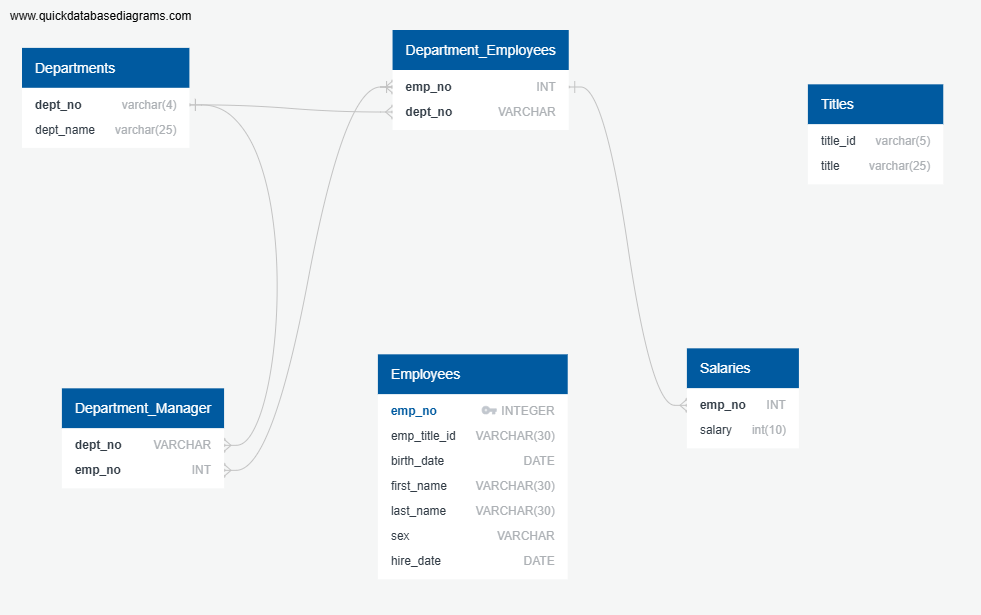 www.quickdatabasediagrams.com
Departments
dept_no varchar(4)
dept_name varchar(25)
Department_Employees
emp_no INT
dept_no VARCHAR
Titles
title_id varchar(5)
title varchar(25)
Department_Manager
dept_no VARCHAR
emp_no INT
Employees
emp_no INTEGER
emp_title_id VARCHAR(30)
birth_date DATE
first_name VARCHAR(30)
last_name VARCHAR(30)
sex VARCHAR
hire_date DATE
Salaries
emp_no INT
salary int(10)